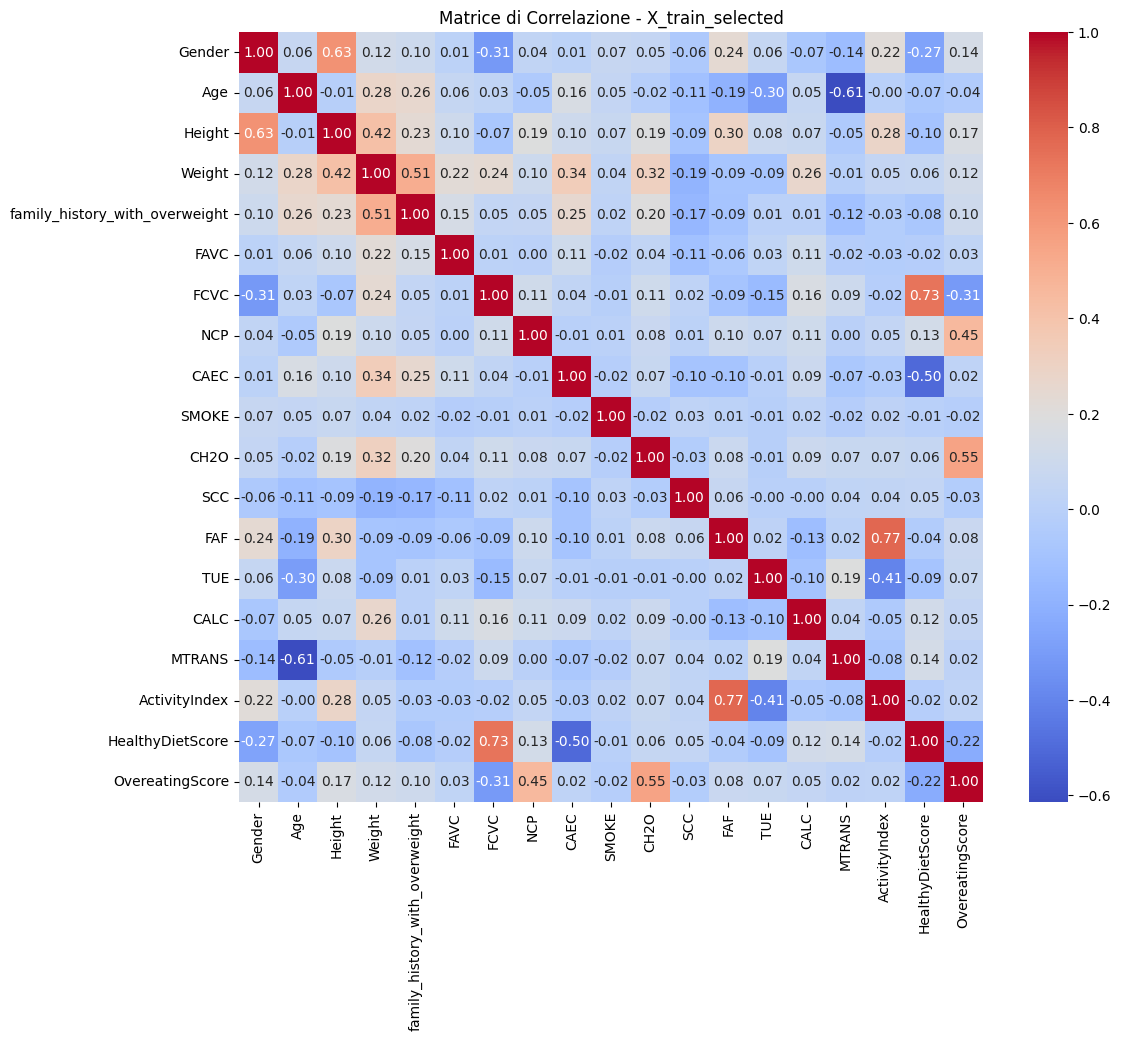 Matrice di Correlazione - X_train_selected
Gender 1.00 0.06 0.63 0.12 0.10 0.01 -0.31 0.04 0.01 0.07 0.05 -0.06 0.24 0.06 -0.07 -0.14 0.22 -0.27 0.14
Age 0.06 1.00 -0.01 0.28 0.26 0.06 0.03 -0.05 0.16 0.05 -0.02 -0.11 -0.19 -0.30 0.05 -0.61 -0.00 -0.07 -0.04
Height 0.63 -0.01 1.00 0.42 0.23 0.10 -0.07 0.19 0.10 0.07 0.19 -0.09 0.30 0.08 0.07 -0.05 0.28 -0.10 0.17
Weight 0.12 0.28 0.42 1.00 0.51 0.22 0.24 0.10 0.34 0.04 0.32 -0.19 -0.09 -0.09 0.26 -0.01 0.05 0.06 0.12
family_history_with_overweight 0.10 0.26 0.23 0.51 1.00 0.15 0.05 0.05 0.25 0.02 0.20 -0.17 -0.09 0.01 0.01 -0.12 -0.03 -0.08 0.10
FAVC 0.01 0.06 0.10 0.22 0.15 1.00 0.01 0.00 0.11 -0.02 0.04 -0.11 -0.06 0.03 0.11 -0.02 -0.03 -0.02 0.03
FCVC -0.31 0.03 -0.07 0.24 0.05 0.01 1.00 0.11 0.04 -0.01 0.11 0.02 -0.09 -0.15 0.16 0.09 -0.02 0.73 -0.31
NCP 0.04 -0.05 0.19 0.10 0.05 0.00 0.11 1.00 -0.01 0.01 0.08 0.01 0.10 0.07 0.11 0.00 0.05 0.13 0.45
CAEC 0.01 0.16 0.10 0.34 0.25 0.11 0.04 -0.01 1.00 -0.02 0.07 -0.10 -0.10 -0.01 0.09 -0.07 -0.03 -0.50 0.02
SMOKE 0.07 0.05 0.07 0.04 0.02 -0.02 -0.01 0.01 -0.02 1.00 -0.02 0.03 0.01 -0.01 0.02 -0.02 0.02 -0.01 -0.02
CH2O 0.05 -0.02 0.19 0.32 0.20 0.04 0.11 0.08 0.07 -0.02 1.00 -0.03 0.08 -0.01 0.09 0.07 0.07 0.06 0.55
SCC -0.06 -0.11 -0.09 -0.19 -0.17 -0.11 0.02 0.01 -0.10 0.03 -0.03 1.00 0.06 -0.00 -0.00 0.04 0.04 0.05 -0.03
FAF 0.24 -0.19 0.30 -0.09 -0.09 -0.06 -0.09 0.10 -0.10 0.01 0.08 0.06 1.00 0.02 -0.13 0.02 0.77 -0.04 0.08
TUE 0.06 -0.30 0.08 -0.09 0.01 0.03 -0.15 0.07 -0.01 -0.01 -0.01 -0.00 0.02 1.00 -0.10 0.19 -0.41 -0.09 0.07
CALC -0.07 0.05 0.07 0.26 0.01 0.11 0.16 0.11 0.09 0.02 0.09 -0.00 -0.13 -0.10 1.00 0.04 -0.05 0.12 0.05
MTRANS -0.14 -0.61 -0.05 -0.01 -0.12 -0.02 0.09 0.00 -0.07 -0.02 0.07 0.04 0.02 0.19 0.04 1.00 -0.08 0.14 0.02
ActivityIndex 0.22 -0.00 0.28 0.05 -0.03 -0.03 -0.02 0.05 -0.03 0.02 0.07 0.04 0.77 -0.41 -0.05 -0.08 1.00 -0.02 0.02
HealthyDietScore -0.27 -0.07 -0.10 0.06 -0.08 -0.02 0.73 0.13 -0.50 -0.01 0.06 0.05 -0.04 -0.09 0.12 0.14 -0.02 1.00 -0.22
OvereatingScore 0.14 -0.04 0.17 0.12 0.10 0.03 -0.31 0.45 0.02 -0.02 0.55 -0.03 0.08 0.07 0.05 0.02 0.02 -0.22 1.00
Gender
Age
Height
Weight
family_history_with_overweight
FAVC
FCVC
NCP
CAEC
SMOKE
CH2O
SCC
FAF
TUE
CALC
MTRANS
ActivityIndex
HealthyDietScore
OvereatingScore
1.0
0.8
0.6
0.4
0.2
0.0
−0.2
−0.4
−0.6